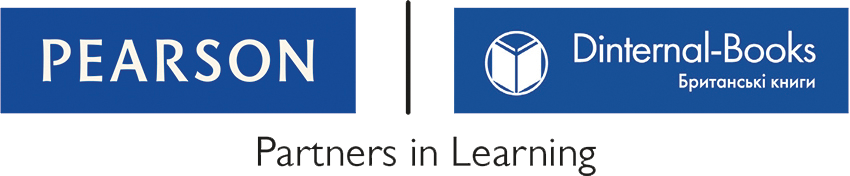 PEARSON
Dinternal-Books
Британські книги
Partners in Learning